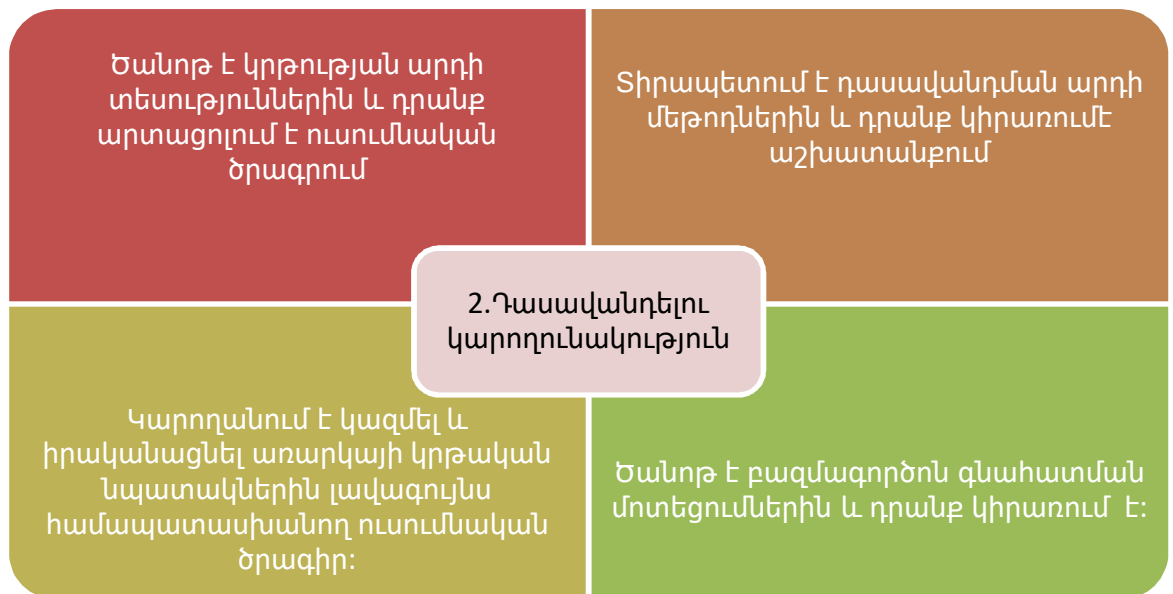 Ծանոթ է կրթության արդի
տեսություններին և դրանք
արտացոլում է ուսումնական
ծրագրում
Տիրապետում է դասավանդման արդի
մեթոդներին և դրանք կիրառումԷ
աշխատանքում
2.Դասավանդելու
կարողունակություն
Կարողանում է կազմել և
իրականացնել առարկայի կրթական
նպատակներին լավագույնս
համապատասխանող ուսումնական
ծրագիր:
Ծանոթ է բազմագործոն գնահատման
մոտեցումներին և դրանք կիրառում է: